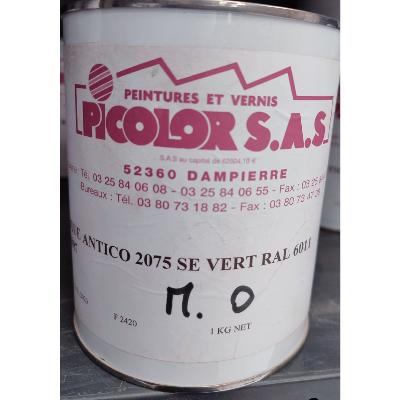 PEINTURES ET VERNIS
PICOLOR S.A.S.
S.A.S au capital de 62504,18 €
52360 DAMPIERRE
Tél. 03 25 84 06 08 - 03 25 84 06 55 - Fax : 03 25
Bureaux : Tél. 03 80 73 18 82 - Fax : 03 80 73 47
ANTICO 2075 SE VERT RAL 6011
M. O
F 2420
1 KG NET